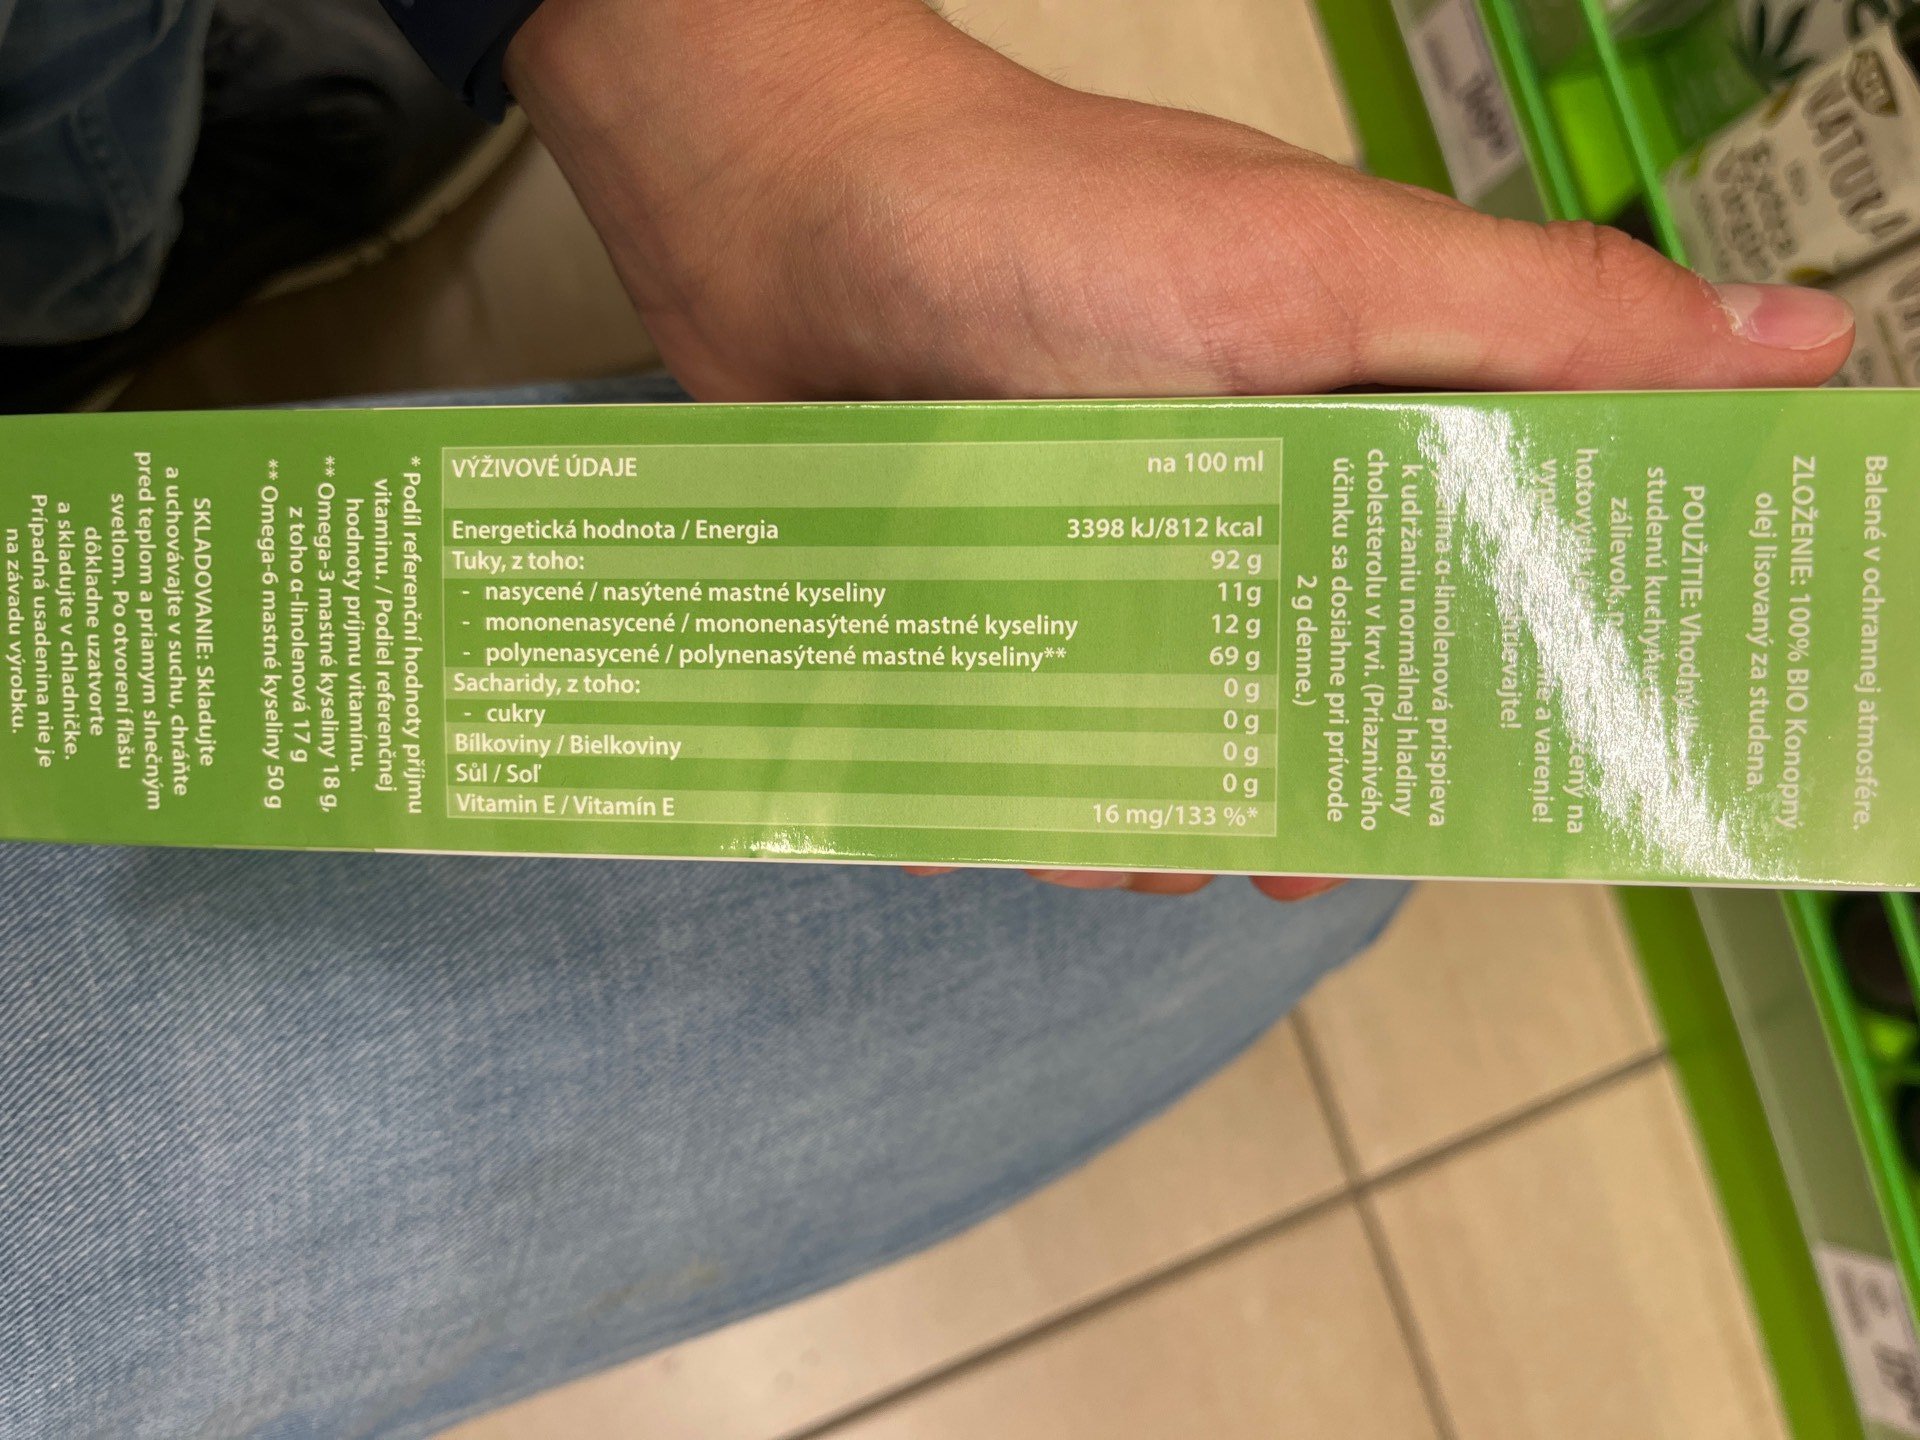 Balené v ochrannej atmosfére.
ZLOŽENIE: 100% BIO Konopný
olej lisovaný za studena.
POUŽITIE: Vhodný
studenú kuchyňu
zálievok,
na
a varenie!
α-linolenová prispieva
k udržaniu normálnej hladiny
cholesterolu v krvi. (Priaznivého
účinku sa dosiahne pri prívode
2 g denne.)
VÝŽIVOVÉ ÚDAJE na 100 ml
Energetická hodnota / Energia 3398 kJ/812 kcal
Tuky, z toho: 92 g
- nasycené / nasýtené mastné kyseliny 11g
- mononenasycené / mononenasýtené mastné kyseliny 12 g
- polynenasycené / polynenasýtené mastné kyseliny** 69 g
Sacharidy, z toho: 0 g
- cukry 0 g
Bílkoviny / Bielkoviny 0 g
Sůl / Soľ 0 g
Vitamin E / Vitamín E 16 mg/133 %*
* Podíl referenční hodnoty příjmu
vitaminu. / Podiel referenčnej
hodnoty príjmu vitamínu.
** Omega-3 mastné kyseliny 18 g,
z toho α-linolenová 17 g
** Omega-6 mastné kyseliny 50 g
SKLADOVANIE: Skladujte
a uchovávajte v suchu, chráňte
pred teplom a priamym slnečným
svetlom. Po otvorení fľašu
dôkladne uzatvorte
a skladujte v chladničke.
Prípadná usadenina nie je
na závadu výrobku.
NATURAL